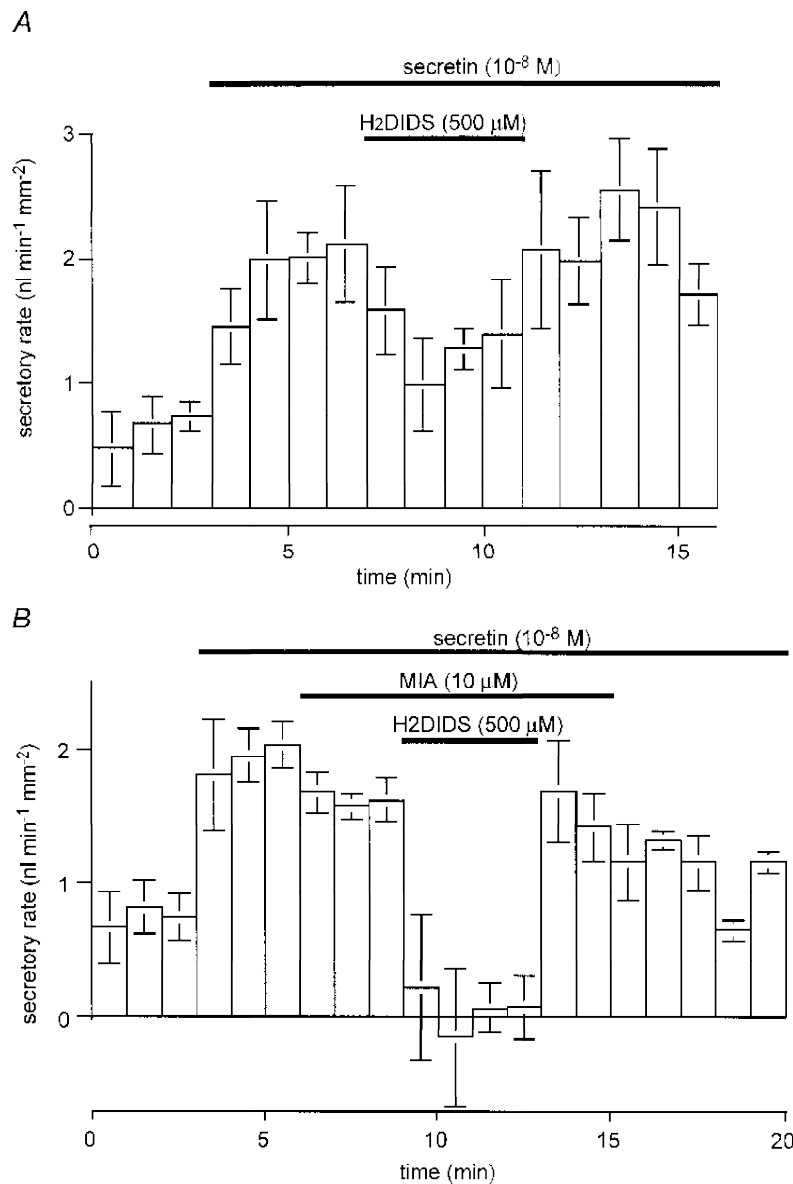 A
secretin (10⁻⁸ M)
H₂DIDS (500 µM)
secretory rate (nl min⁻¹ mm⁻²)
3
2
1
0
0 5 10 15
time (min)
B
secretin (10⁻⁸ M)
MIA (10 µM)
H2DIDS (500 µM)
secretory rate (nl min⁻¹ mm⁻²)
2
1
0
0 5 10 15 20
time (min)